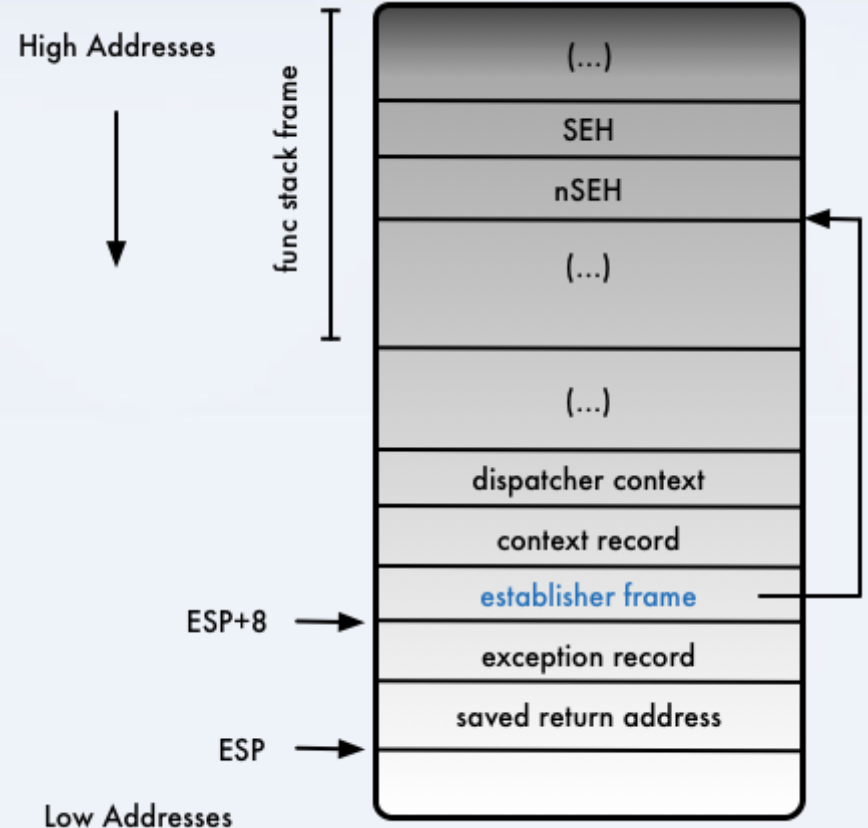 High Addresses
func stack frame
(...)
SEH
nSEH
(...)
(...)
dispatcher context
context record
establisher frame
ESP+8
exception record
saved return address
ESP
Low Addresses